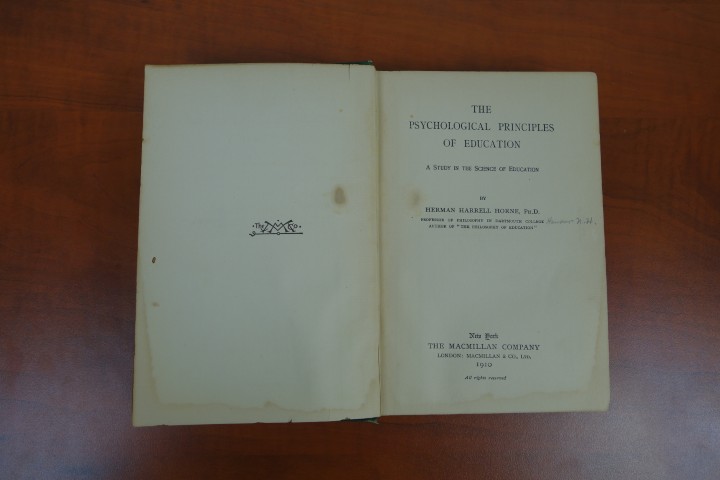 The M Co.
THE
PSYCHOLOGICAL PRINCIPLES
OF EDUCATION
A STUDY IN THE SCIENCE OF EDUCATION
BY
HERMAN HARRELL HORNE, PH.D.
PROFESSOR OF PHILOSOPHY IN DARTMOUTH COLLEGE
AUTHOR OF "THE PHILOSOPHY OF EDUCATION"
New York
THE MACMILLAN COMPANY
LONDON: MACMILLAN & CO., LTD.
1910
All rights reserved